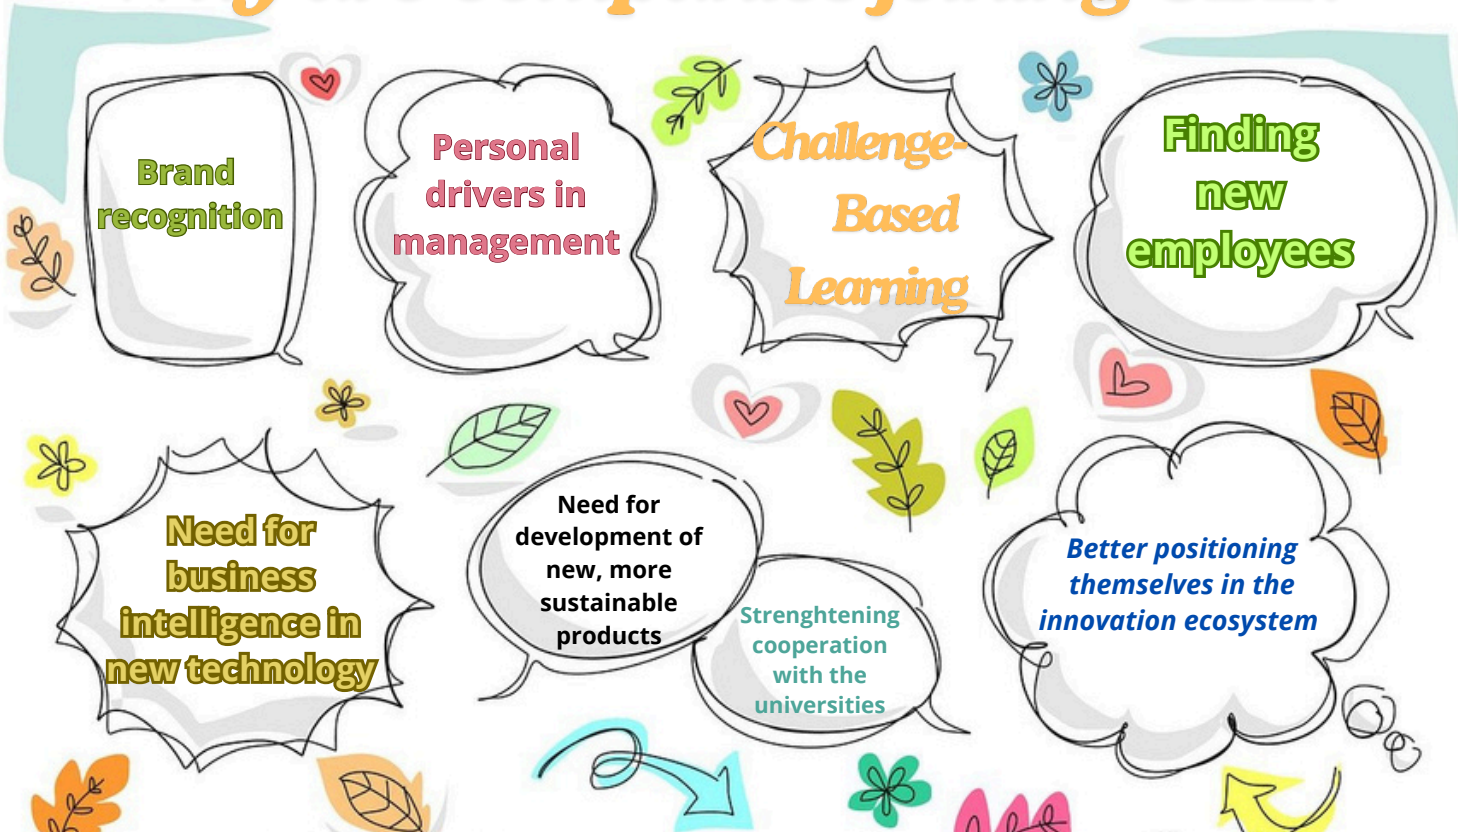 Brand
recognition
Personal
drivers in
management
Challenge-
Based
Learning
Finding
new
employees
Need for
business
intelligence in
new technology
Need for
development of
new, more
sustainable
products
Strenghtening
cooperation
with the
universities
Better positioning
themselves in the
innovation ecosystem